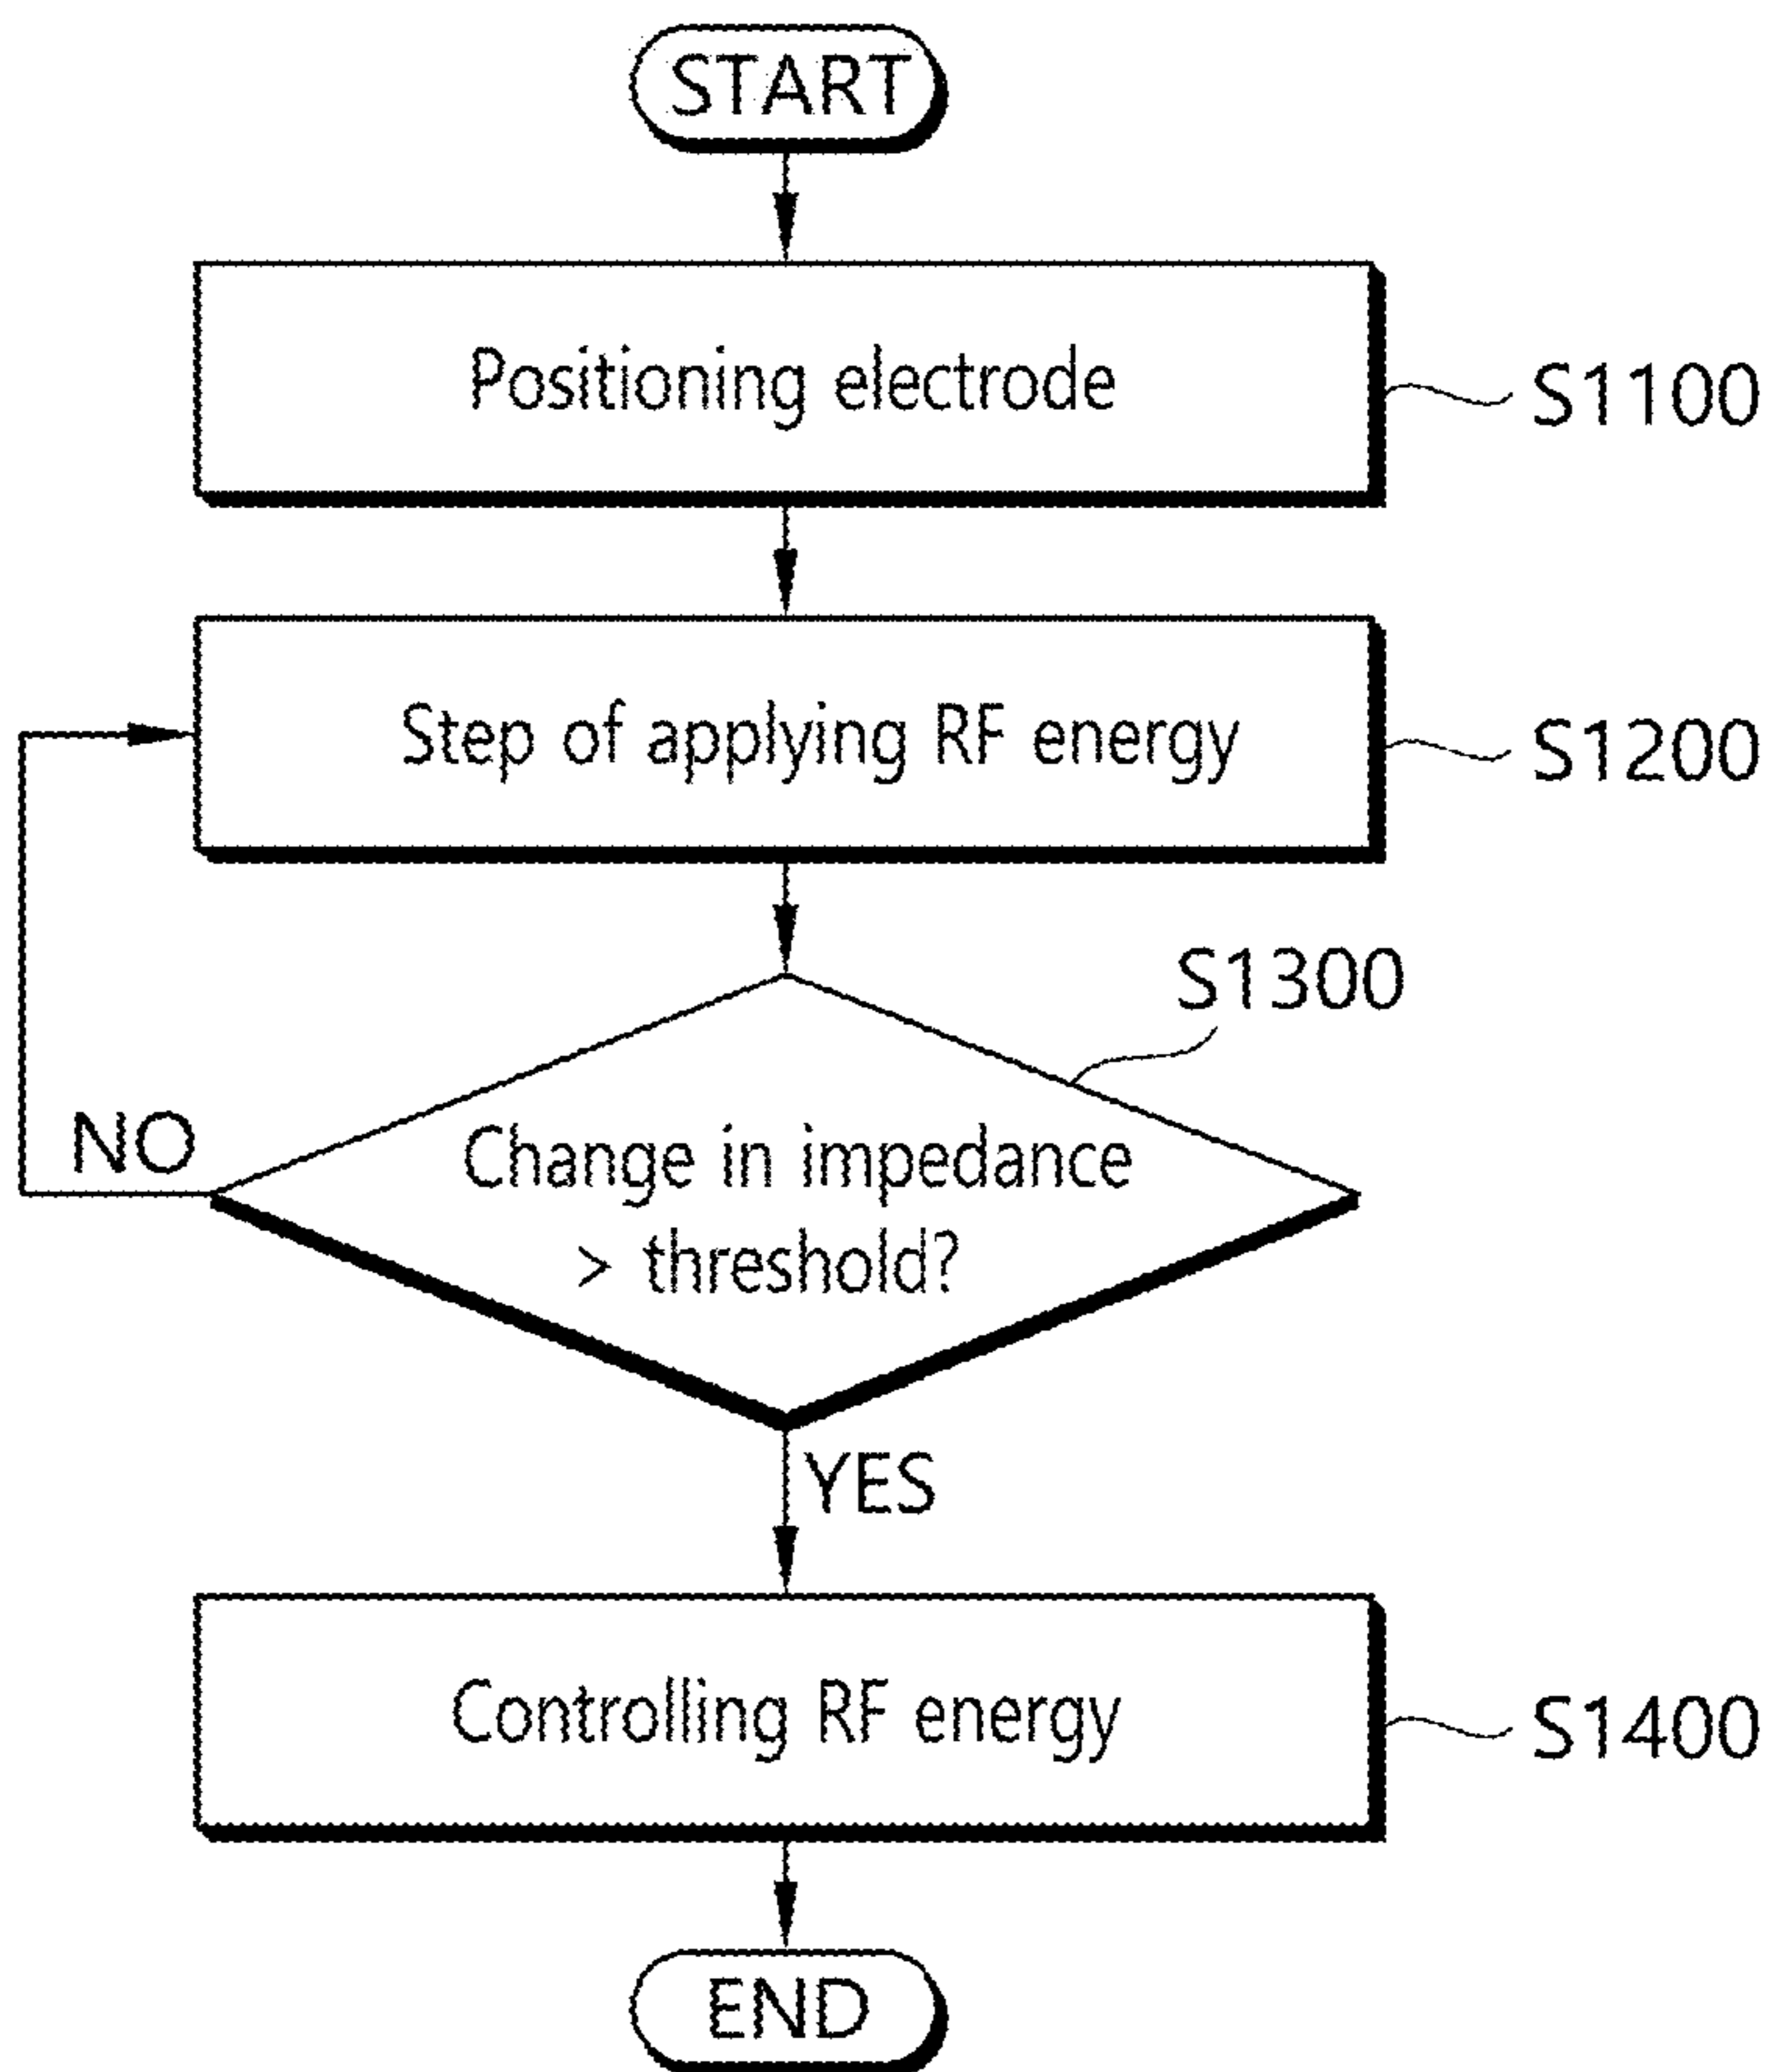 START
Positioning electrode
S1100
Step of applying RF energy
S1200
S1300
Change in impedance
> threshold?
NO
YES
Controlling RF energy
S1400
END